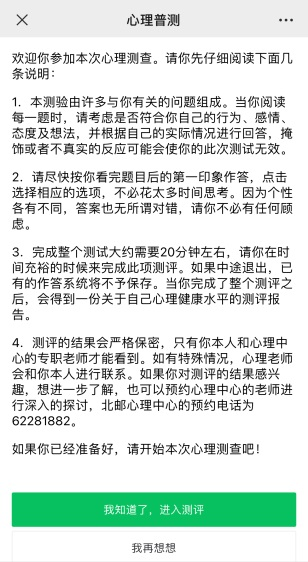 心理普测
欢迎你参加本次心理测查。请你先仔细阅读下面几
条说明：
1. 本测验由许多与你有关的问题组成。当你阅读
每一题时，请考虑是否符合你自己的行为、感情、
态度及想法，并根据自己的实际情况进行回答，掩
饰或者不真实的反应可能会使你的此次测试无效。
2. 请尽快按你看完题目后的第一印象作答，点击
选择相应的选项，不必花太多时间思考。因为个性
各有不同，答案也无所谓对错，请你不必有任何顾
虑。
3. 完成整个测试大约需要20分钟左右，请你在时
间充裕的时候来完成此项测评。如果中途退出，已
有的作答系统将不予保存。当你完成了整个测评之
后，会得到一份关于自己心理健康水平的测评报
告。
4. 测评的结果会严格保密，只有你本人和心理中
心的专职老师才能看到。如有特殊情况，心理老师
会和你本人进行联系。如果你对测评的结果感兴
趣，想进一步了解，也可以预约心理中心的老师进
行深入的探讨，北邮心理中心的预约电话为
62281882。
如果你已经准备好，请开始本次心理测查吧！
我知道了，进入测评
我再想想